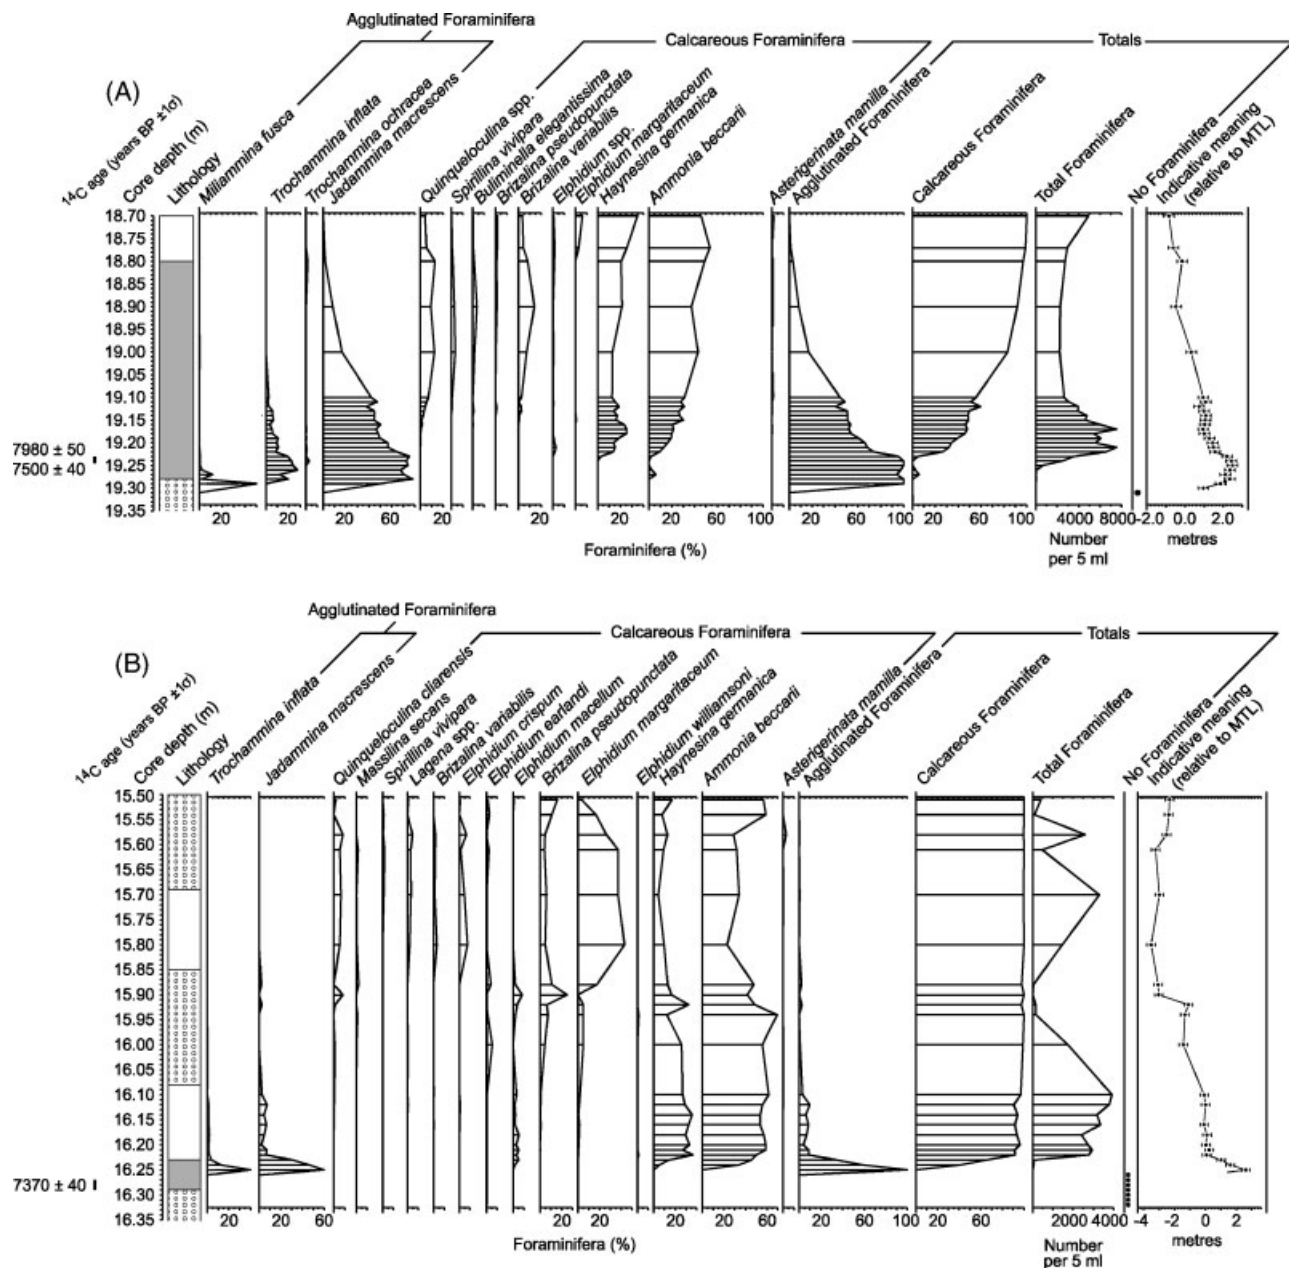 Agglutinated Foraminifera
Calcareous Foraminifera
Totals
(A)
14C age (years BP ±1σ)
Core depth (m)
Lithology
Miliammina fusca
Trochammina inflata
Trochammina ochracea
Jadammina macrescens
Quinqueloculina spp.
Spirillina vivipara
Buliminella elegantissima
Brizalina pseudopunctata
Brizalina variabilis
Elphidium spp.
Elphidium margaritaceum
Haynesina germanica
Ammonia beccarii
Asterigerinata mamilla
Agglutinated Foraminifera
Calcareous Foraminifera
Total Foraminifera
No Foraminifera
Indicative meaning
(relative to MTL)
18.70
18.75
18.80
18.85
18.90
18.95
19.00
19.05
19.10
19.15
19.20
7980 ± 50
19.25
7500 ± 40
19.30
19.35
20 20 20 60 20 20 20 60 100 20 60 100 20 60 100 4000 8000 -2.0 0.0 2.0
Foraminifera (%)
Number
per 5 ml
metres
Agglutinated Foraminifera
Calcareous Foraminifera
Totals
(B)
14C age (years BP ±1σ)
Core depth (m)
Lithology
Trochammina inflata
Jadammina macrescens
Quinqueloculina cliarensis
Massilina secans
Spirillina vivipara
Lagena spp.
Brizalina variabilis
Elphidium crispum
Elphidium earlandi
Elphidium macellum
Brizalina pseudopunctata
Elphidium margaritaceum
Elphidium williamsoni
Haynesina germanica
Ammonia beccarii
Asterigerinata mamilla
Agglutinated Foraminifera
Calcareous Foraminifera
Total Foraminifera
No Foraminifera
Indicative meaning
(relative to MTL)
15.50
15.55
15.60
15.65
15.70
15.75
15.80
15.85
15.90
15.95
16.00
16.05
16.10
16.15
16.20
16.25
7370 ± 40
16.30
16.35
20 20 60 20 20 20 20 60 20 60 100 20 60 100 2000 4000 -4 -2 0 2
Foraminifera (%)
Number
per 5 ml
metres